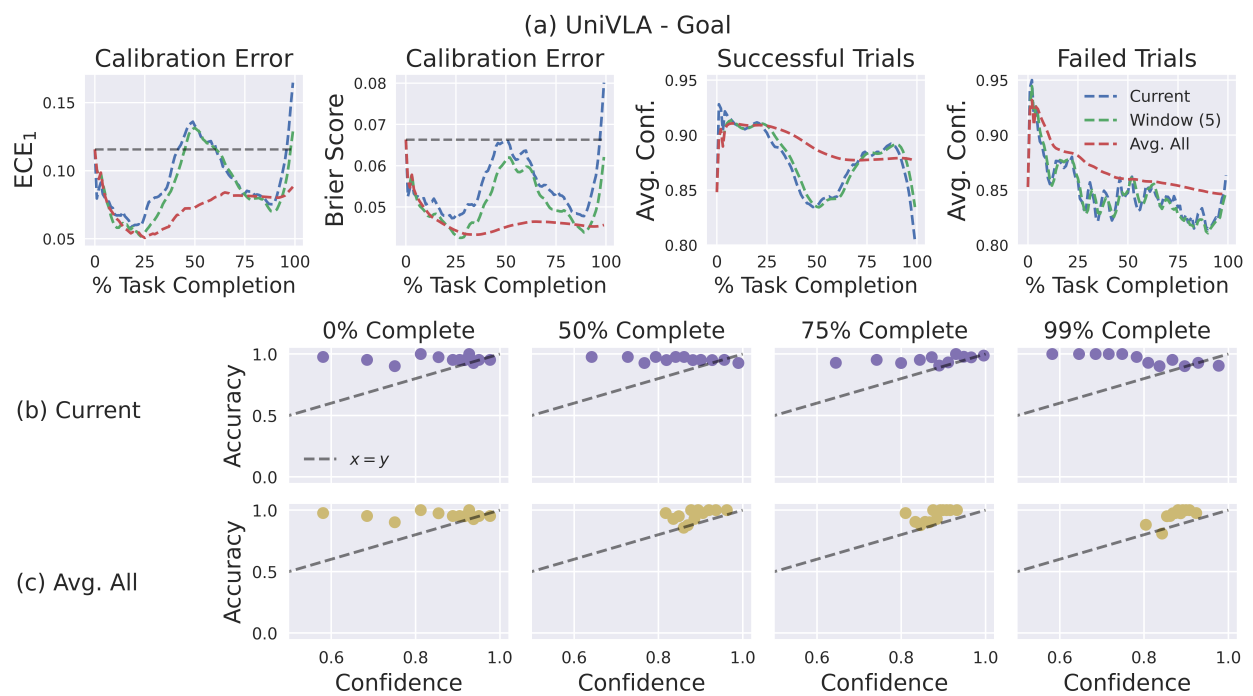 (a) UniVLA - Goal
Calibration Error
Calibration Error
Successful Trials
Failed Trials
ECE₁
0.15
0.10
0.05
0 25 50 75 100
% Task Completion
Brier Score
0.08
0.07
0.06
0.05
0 25 50 75 100
% Task Completion
Avg. Conf.
0.95
0.90
0.85
0.80
0 25 50 75 100
% Task Completion
Avg. Conf.
0.95
0.90
0.85
0.80
Current
Window (5)
Avg. All
0 25 50 75 100
% Task Completion
0% Complete
50% Complete
75% Complete
99% Complete
(b) Current
Accuracy
1.0
0.5
0.0
x = y
(c) Avg. All
Accuracy
1.0
0.5
0.0
0.6 0.8 1.0
0.6 0.8 1.0
0.6 0.8 1.0
0.6 0.8 1.0
Confidence
Confidence
Confidence
Confidence